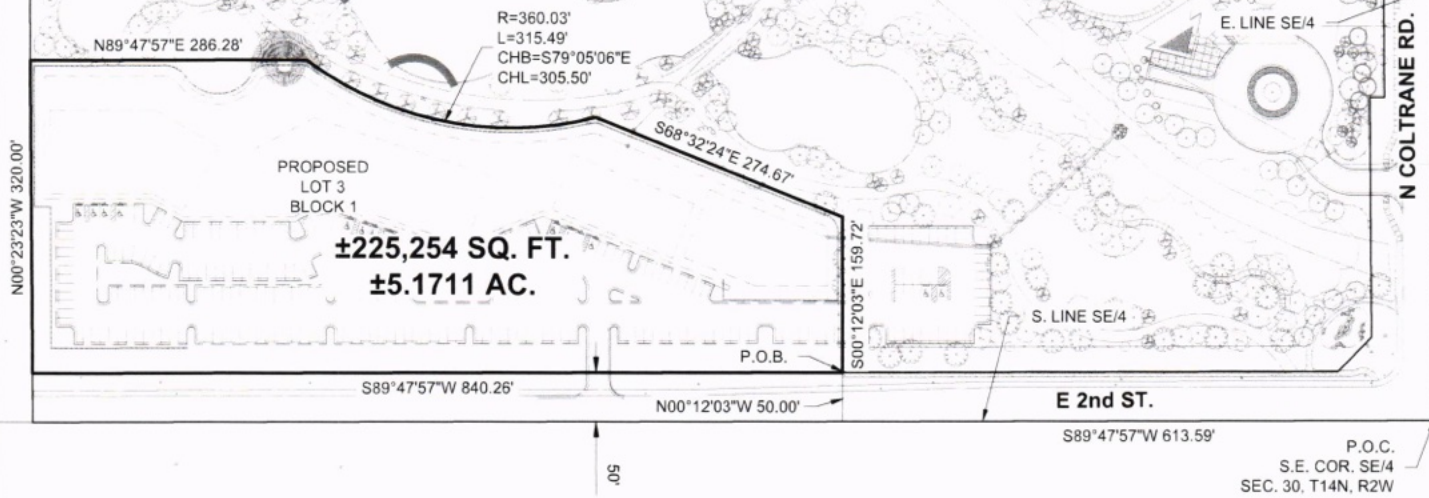 R=360.03'
L=315.49'
CHB=S79°05'06"E
CHL=305.50'
E. LINE SE/4
N89°47'57"E 286.28'
N COLTRANE RD.
S68°32'24"E 274.67'
N00°23'23"W 320.00'
PROPOSED
LOT 3
BLOCK 1
±225,254 SQ. FT.
±5.1711 AC.
S00°12'03"E 159.72'
S. LINE SE/4
P.O.B.
S89°47'57"W 840.26'
N00°12'03"W 50.00'
E 2nd ST.
S89°47'57"W 613.59'
P.O.C.
S.E. COR. SE/4
SEC. 30, T14N, R2W
50'